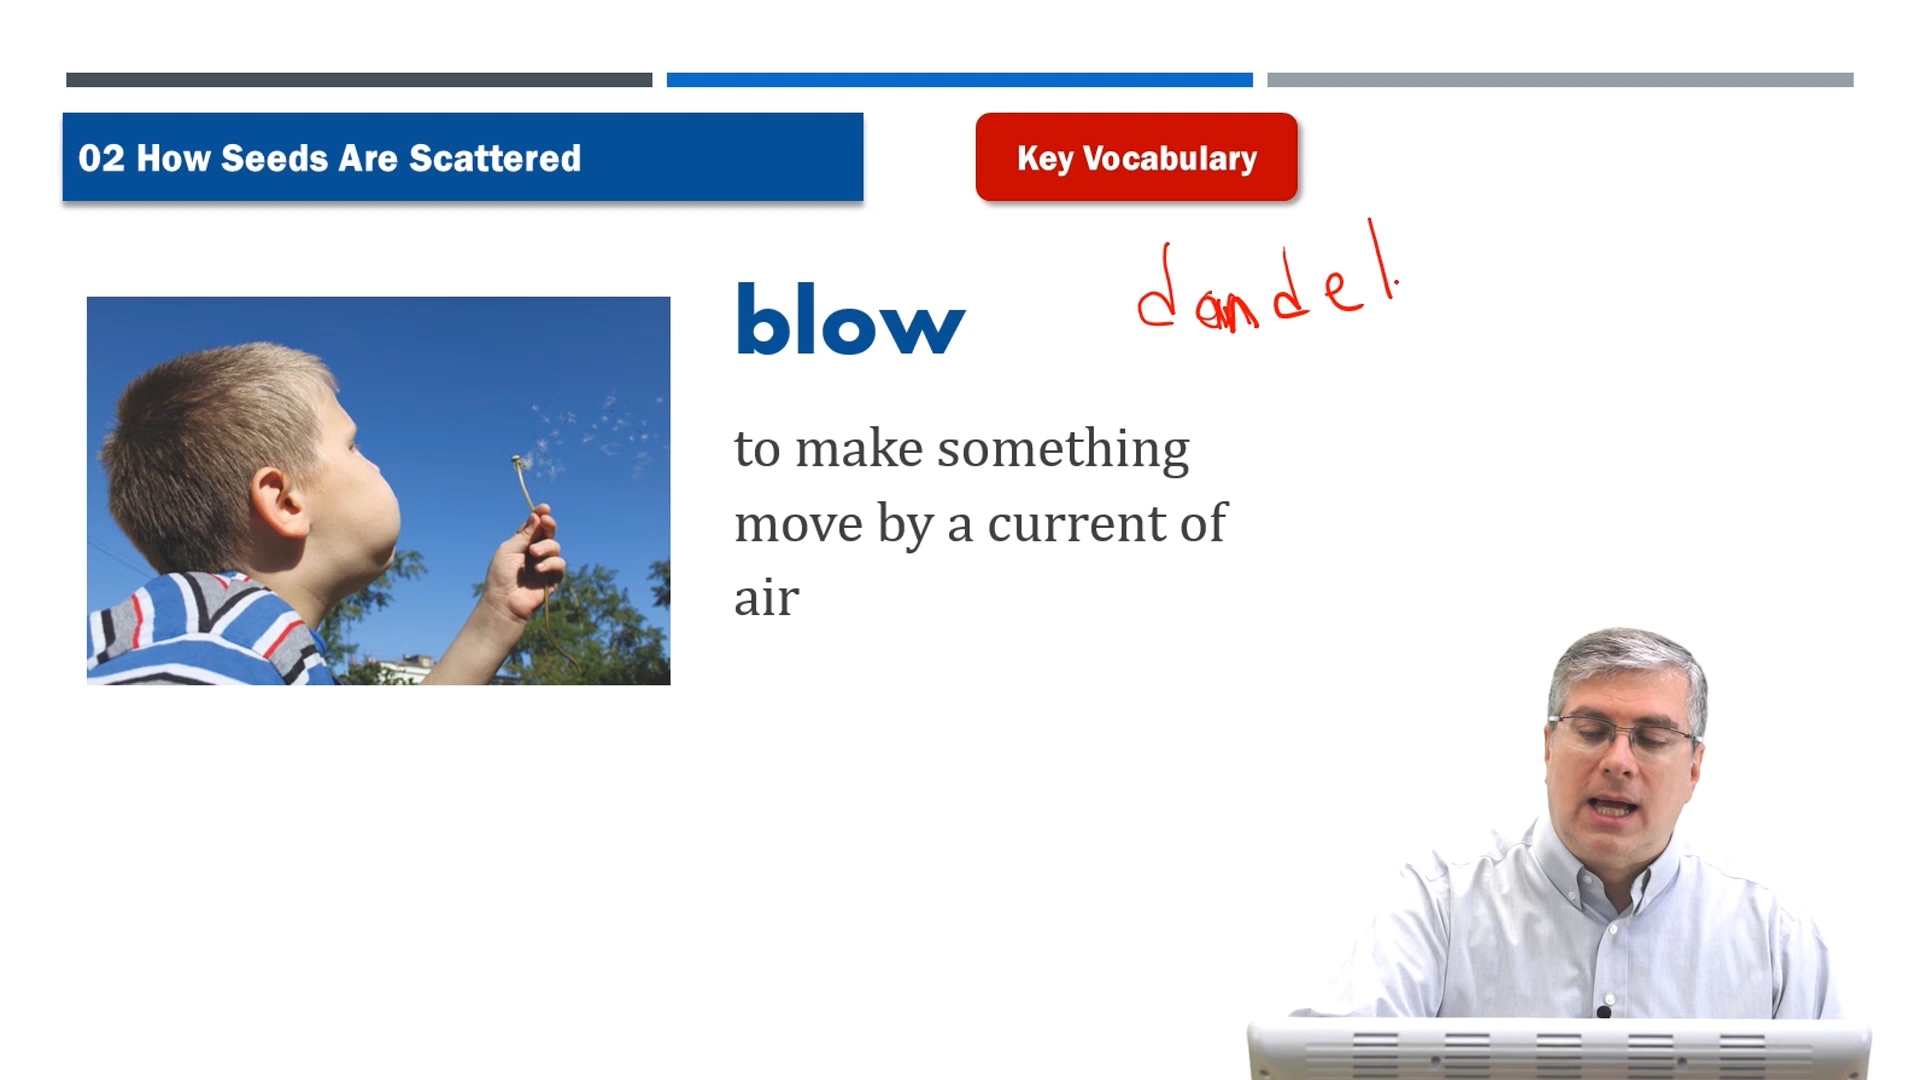 02 How Seeds Are Scattered
Key Vocabulary
dandel
blow
to make something
move by a current of
air